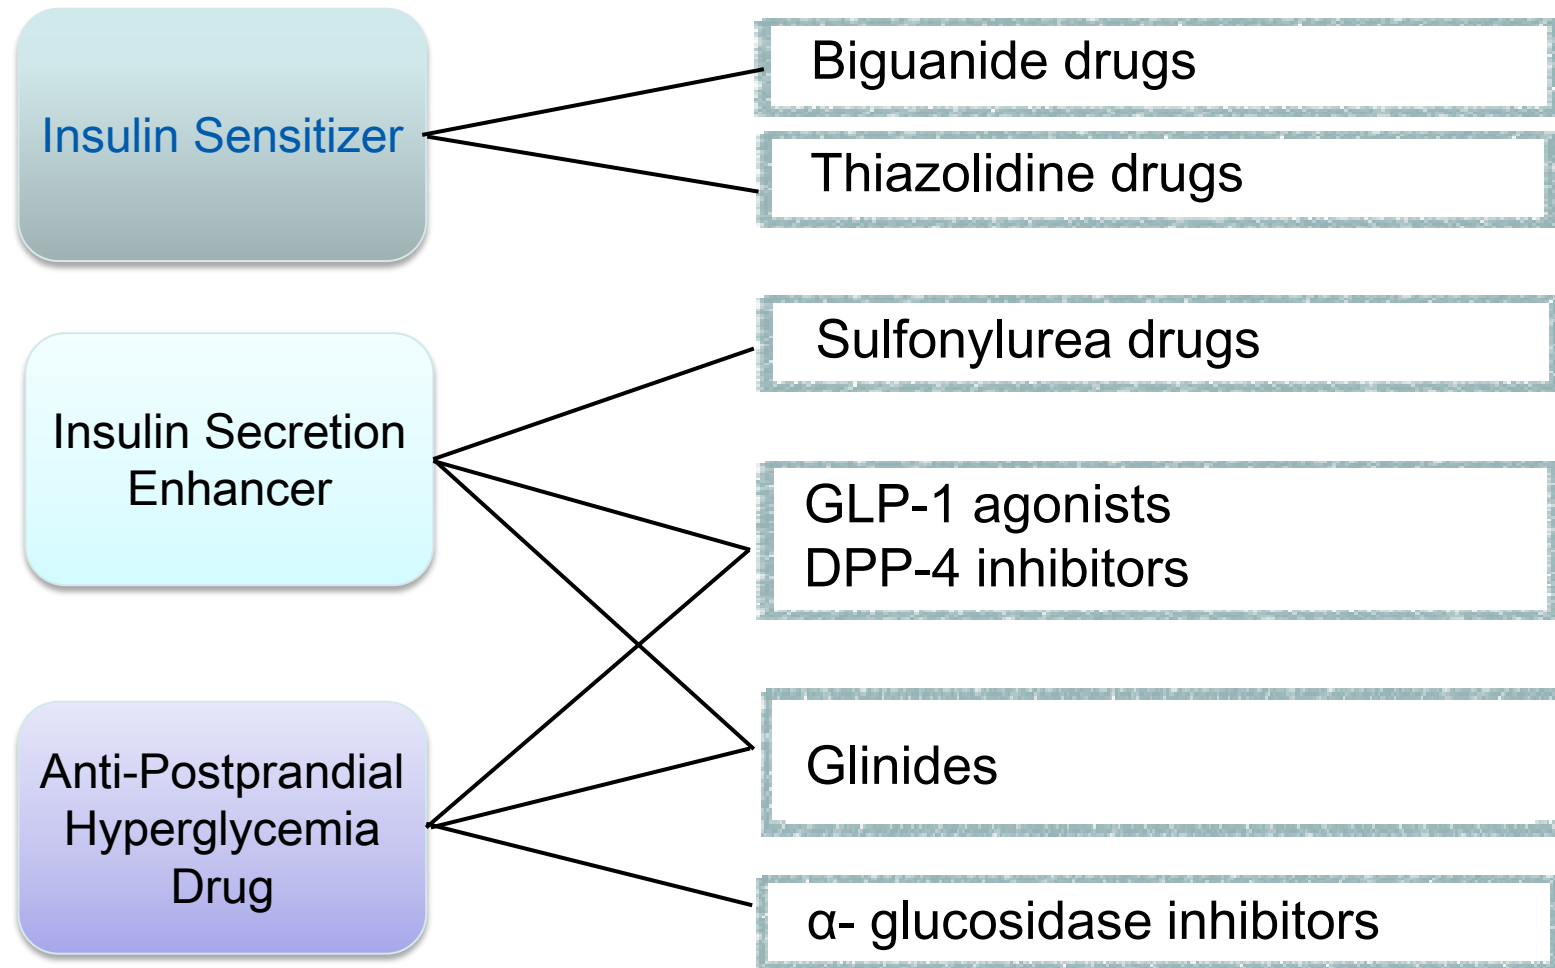 Insulin Sensitizer
Biguanide drugs
Thiazolidine drugs
Insulin Secretion
Enhancer
Sulfonylurea drugs
GLP-1 agonists
DPP-4 inhibitors
Anti-Postprandial
Hyperglycemia
Drug
Glinides
α- glucosidase inhibitors